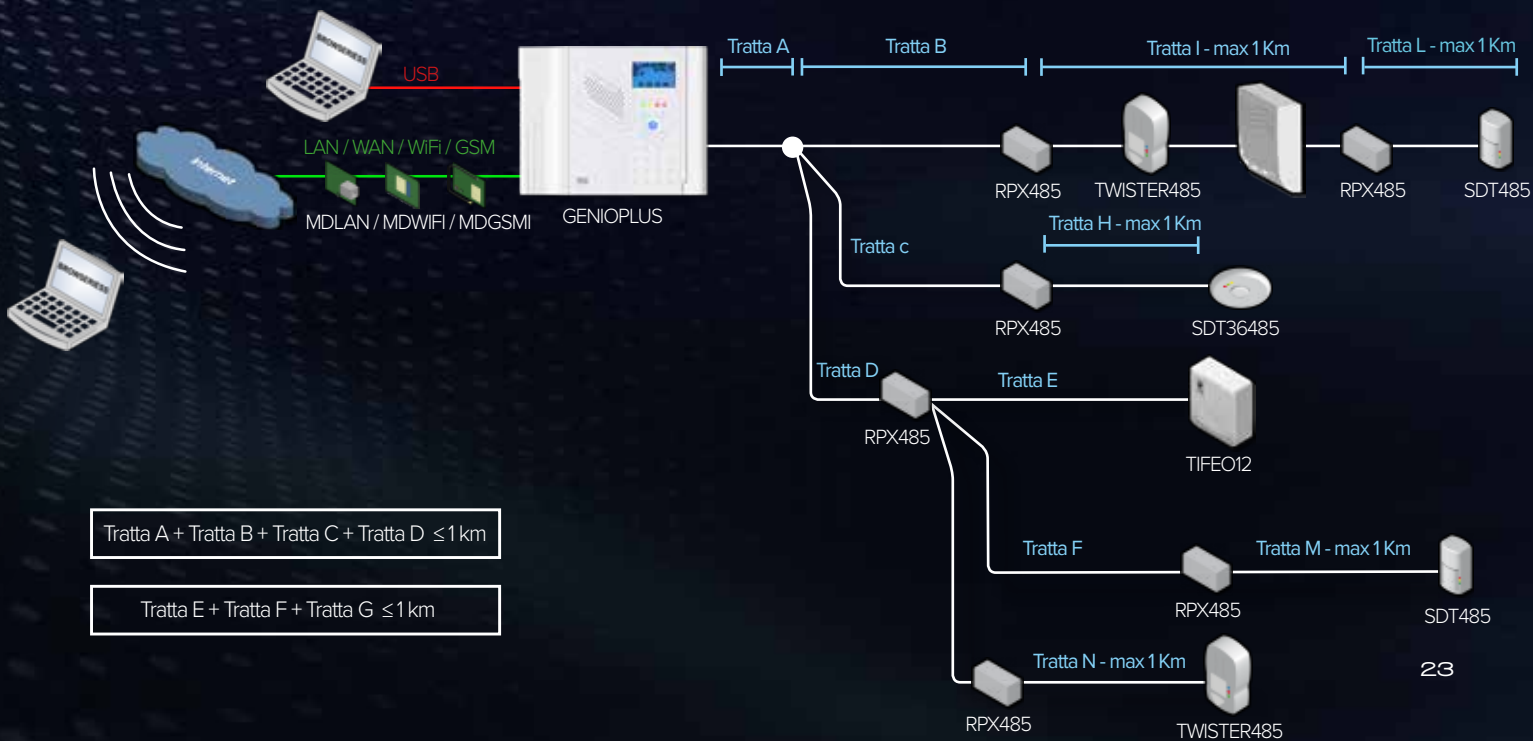 BROWSERIESS
USB
LAN / WAN / WiFi / GSM
Internet
MDLAN / MDWIFI / MDGSMI
BROWSERIESS
GENIOPLUS
Tratta A
Tratta B
Tratta I - max 1 Km
Tratta L - max 1 Km
RPX485
TWISTER485
RPX485
SDT485
Tratta c
Tratta H - max 1 Km
RPX485
SDT36485
Tratta D
Tratta E
RPX485
TIFEO12
Tratta F
Tratta M - max 1 Km
RPX485
SDT485
Tratta N - max 1 Km
RPX485
TWISTER485
Tratta A + Tratta B + Tratta C + Tratta D ≤ 1 km
Tratta E + Tratta F + Tratta G ≤ 1 km
23